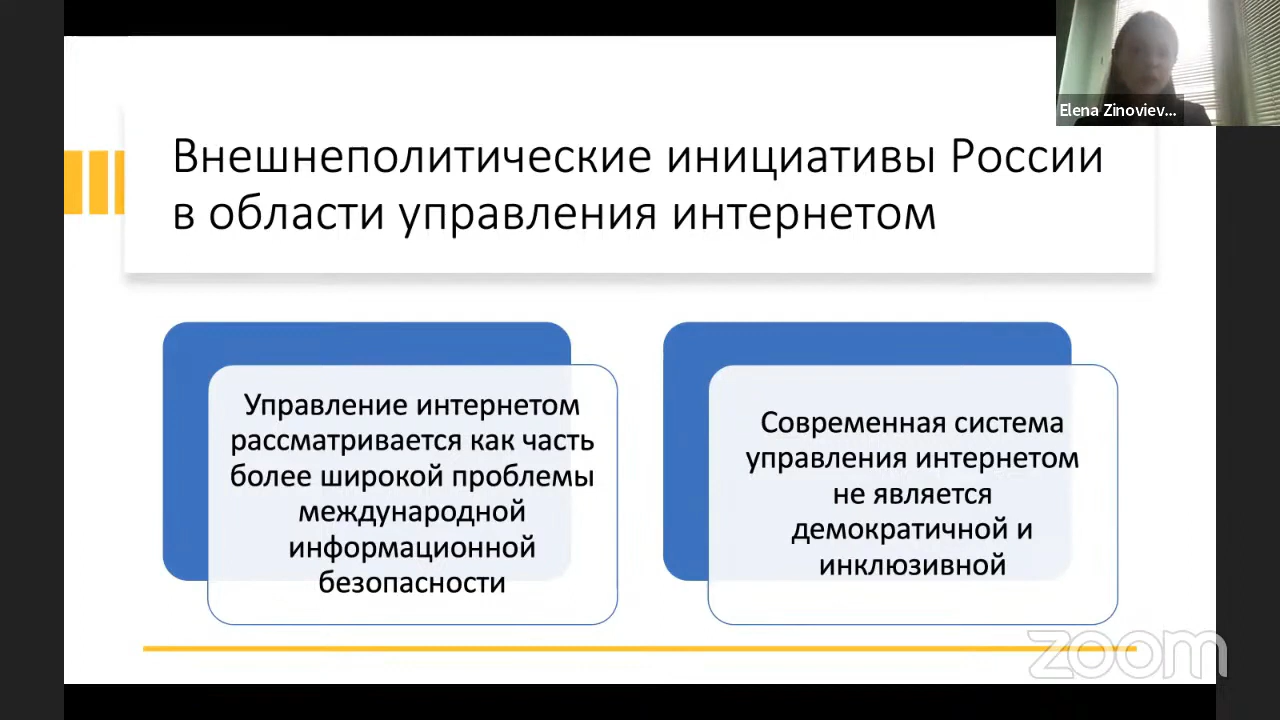 Elena Zinoviev...
Внешнеполитические инициативы России
в области управления интернетом
Управление интернетом
рассматривается как часть
более широкой проблемы
международной
информационной
безопасности
Современная система
управления интернетом
не является
демократичной и
инклюзивной
zoom